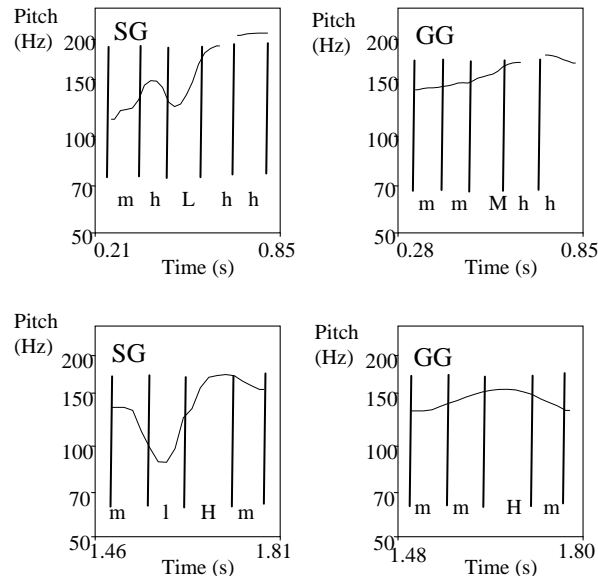 Pitch
(Hz)
SG
200
150
100
70
50
m h L h h
0.21 0.85
Time (s)
Pitch
(Hz)
GG
200
150
100
70
50
m m M h h
0.28 0.85
Time (s)
Pitch
(Hz)
SG
200
150
100
70
50
m l H m
1.46 1.81
Time (s)
Pitch
(Hz)
GG
200
150
100
70
50
m m H m
1.48 1.80
Time (s)